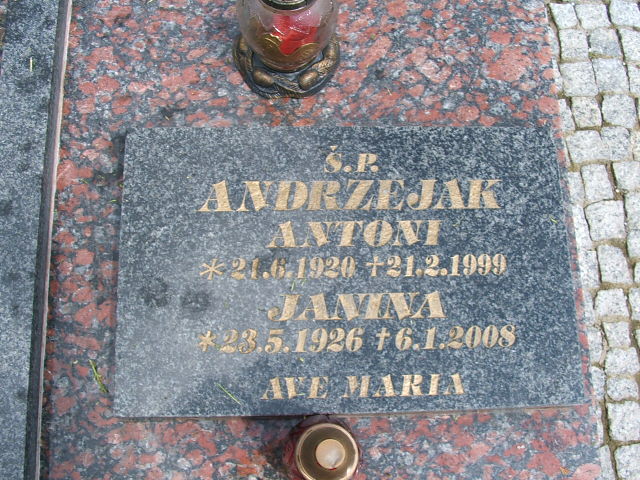 Ś.P.
ANDRZEJAK
ANTONI
*21.6.1920 †21.2.1999
JANINA
*23.5.1926 †6.1.2008
AVE MARIA